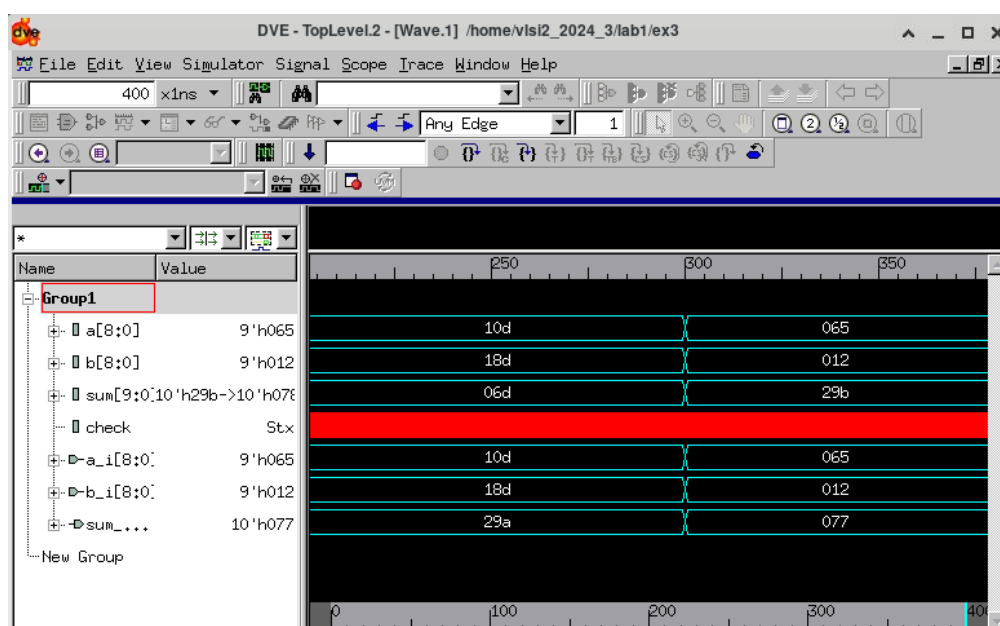 dve
DVE - TopLevel.2 - [Wave.1] /home/vlsi2_2024_3/lab1/ex3
File Edit View Simulator Signal Scope Trace Window Help
400 x1ns
Any Edge 1
*
Name Value
250 300 350
Group1
a[8:0] 9'h065 10d 065
b[8:0] 9'h012 18d 012
sum[9:0] 10'h29b->10'h078 06d 29b
check Stx
a_i[8:0] 9'h065 10d 065
b_i[8:0] 9'h012 18d 012
sum_... 10'h077 29a 077
New Group
0 100 200 300 400